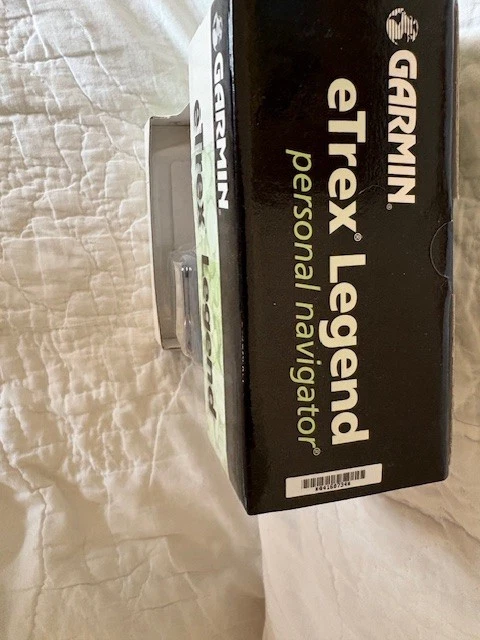 GARMIN®
eTrex® Legend
personal navigator®
GARMIN
eTrex Legend